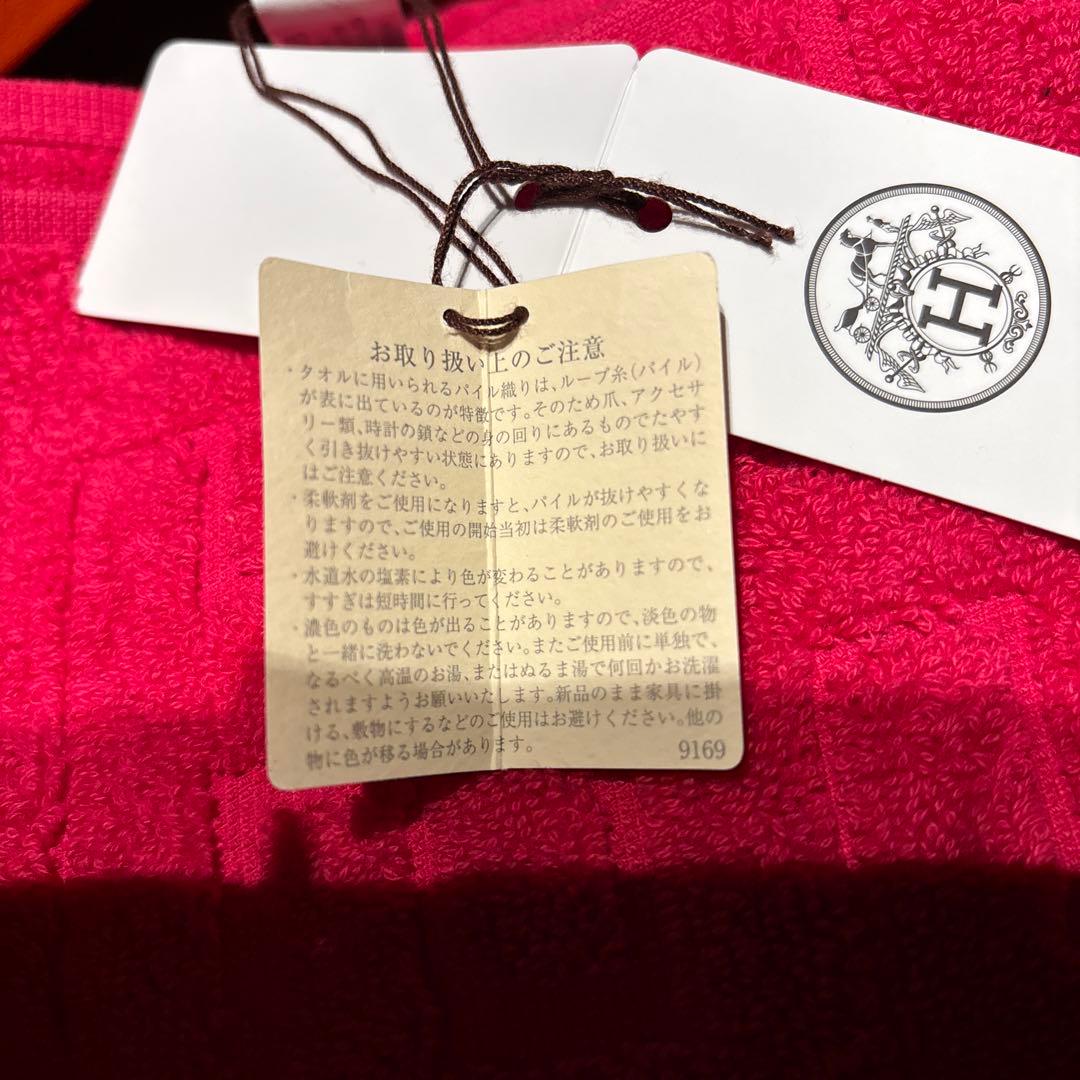 H
お取り扱い上のご注意
・タオルに用いられるパイル織りは、ループ糸(パイル)
が表に出ているのが特徴です。そのため爪、アクセサ
リー類、時計の鎖などの身の回りにあるものでたやす
く引き抜けやすい状態にありますので、お取り扱いに
はご注意ください。
・柔軟剤をご使用になりますと、パイルが抜けやすくな
りますので、ご使用の開始当初は柔軟剤のご使用をお
避けください。
・水道水の塩素により色が変わることがありますので、
すすぎは短時間に行ってください。
・濃色のものは色が出ることがありますので、淡色の物
と一緒に洗わないでください。またご使用前に単独で、
なるべく高温のお湯、またはぬるま湯で何回かお洗濯
されますようお願いいたします。新品のまま家具に掛
ける、敷物にするなどのご使用はお避けください。他の
物に色が移る場合があります。
9169